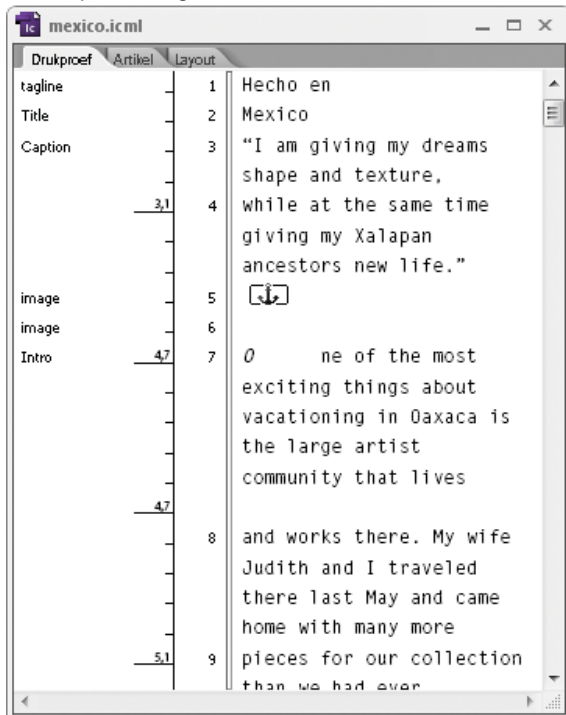 mexico.icml
Drukproef Artikel Layout
tagline 1 Hecho en
Title 2 Mexico
Caption 3 “I am giving my dreams
shape and texture,
3,1 4 while at the same time
giving my Xalapan
ancestors new life.”
image 5
image 6
Intro 4,7 7 O ne of the most
exciting things about
vacationing in Oaxaca is
the large artist
community that lives
4,7
8 and works there. My wife
Judith and I traveled
there last May and came
home with many more
5,1 9 pieces for our collection
than we had ever